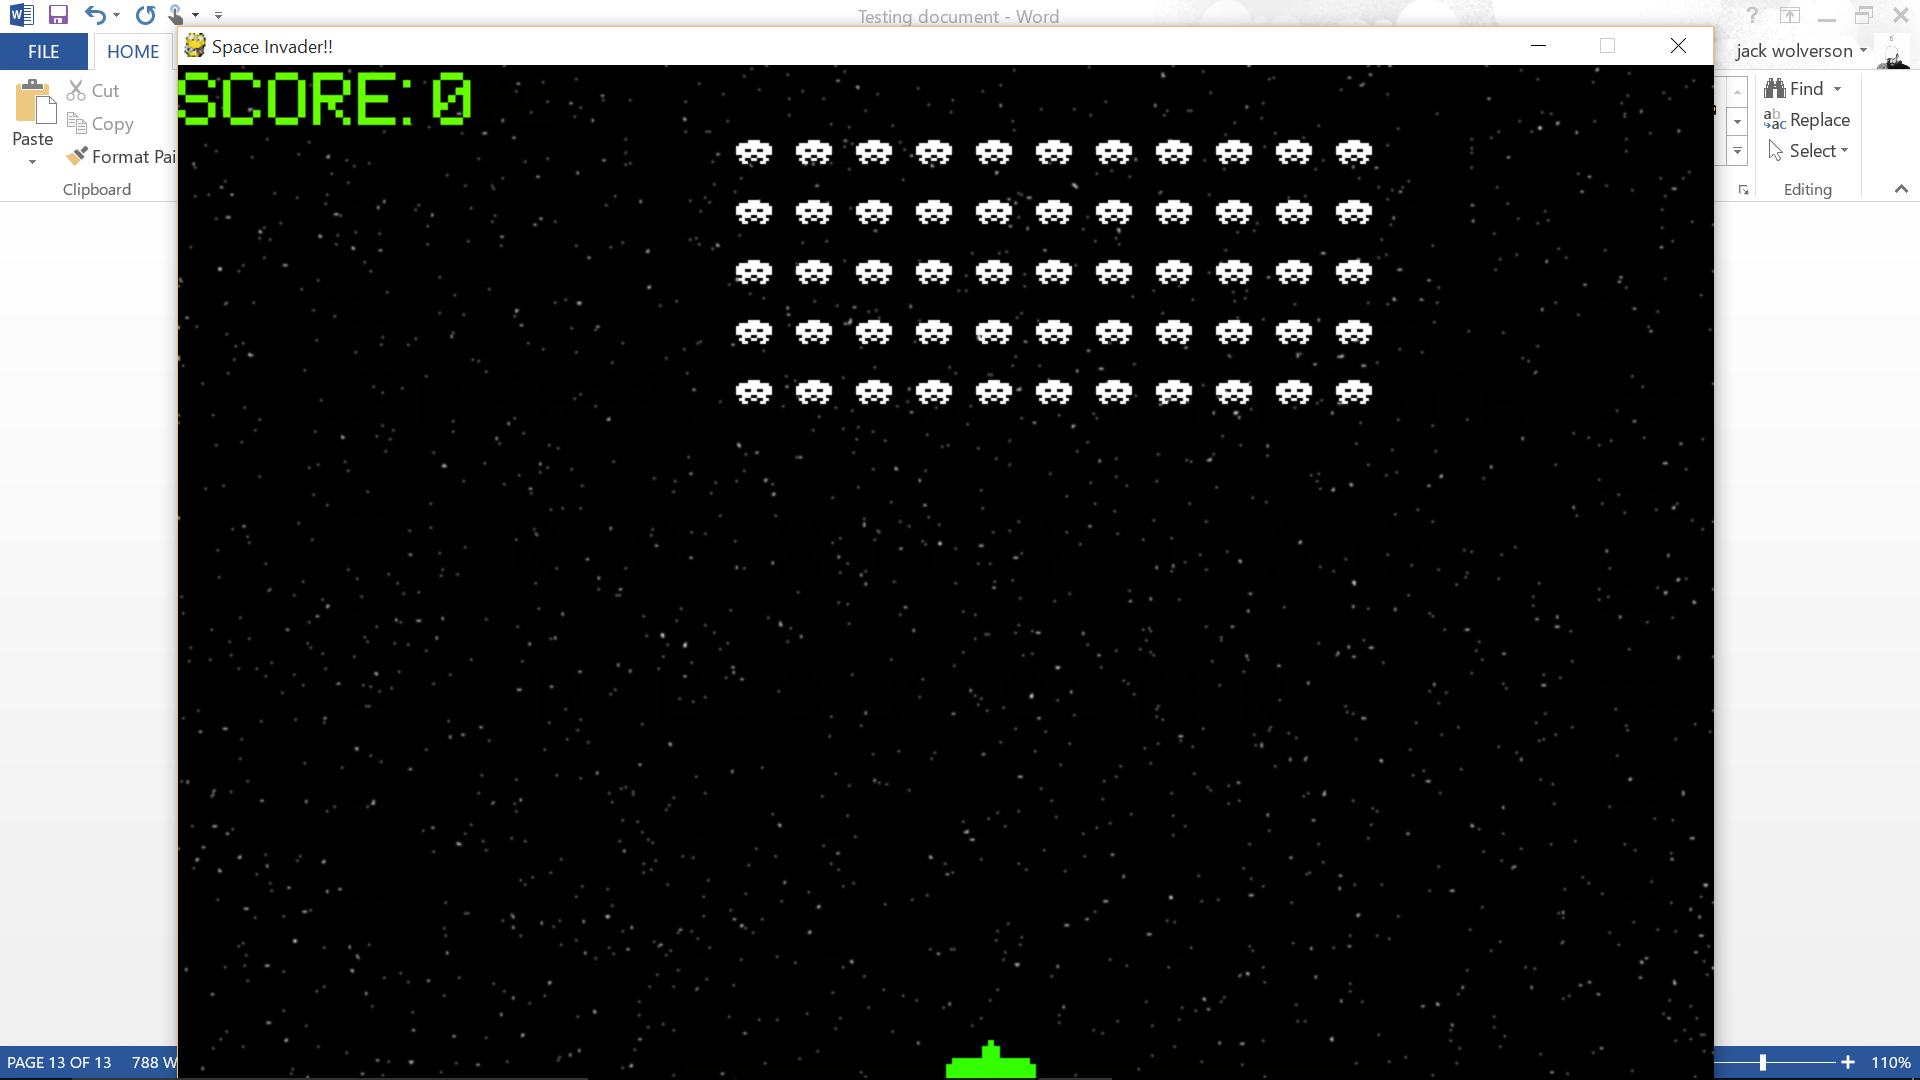 Testing document - Word
?
Space Invader!!
FILE
HOME
jack wolverson
SCORE:0
Cut
Copy
Paste
Format Pai
Clipboard
Find
Replace
Select
Editing
PAGE 13 OF 13
788 W
110%